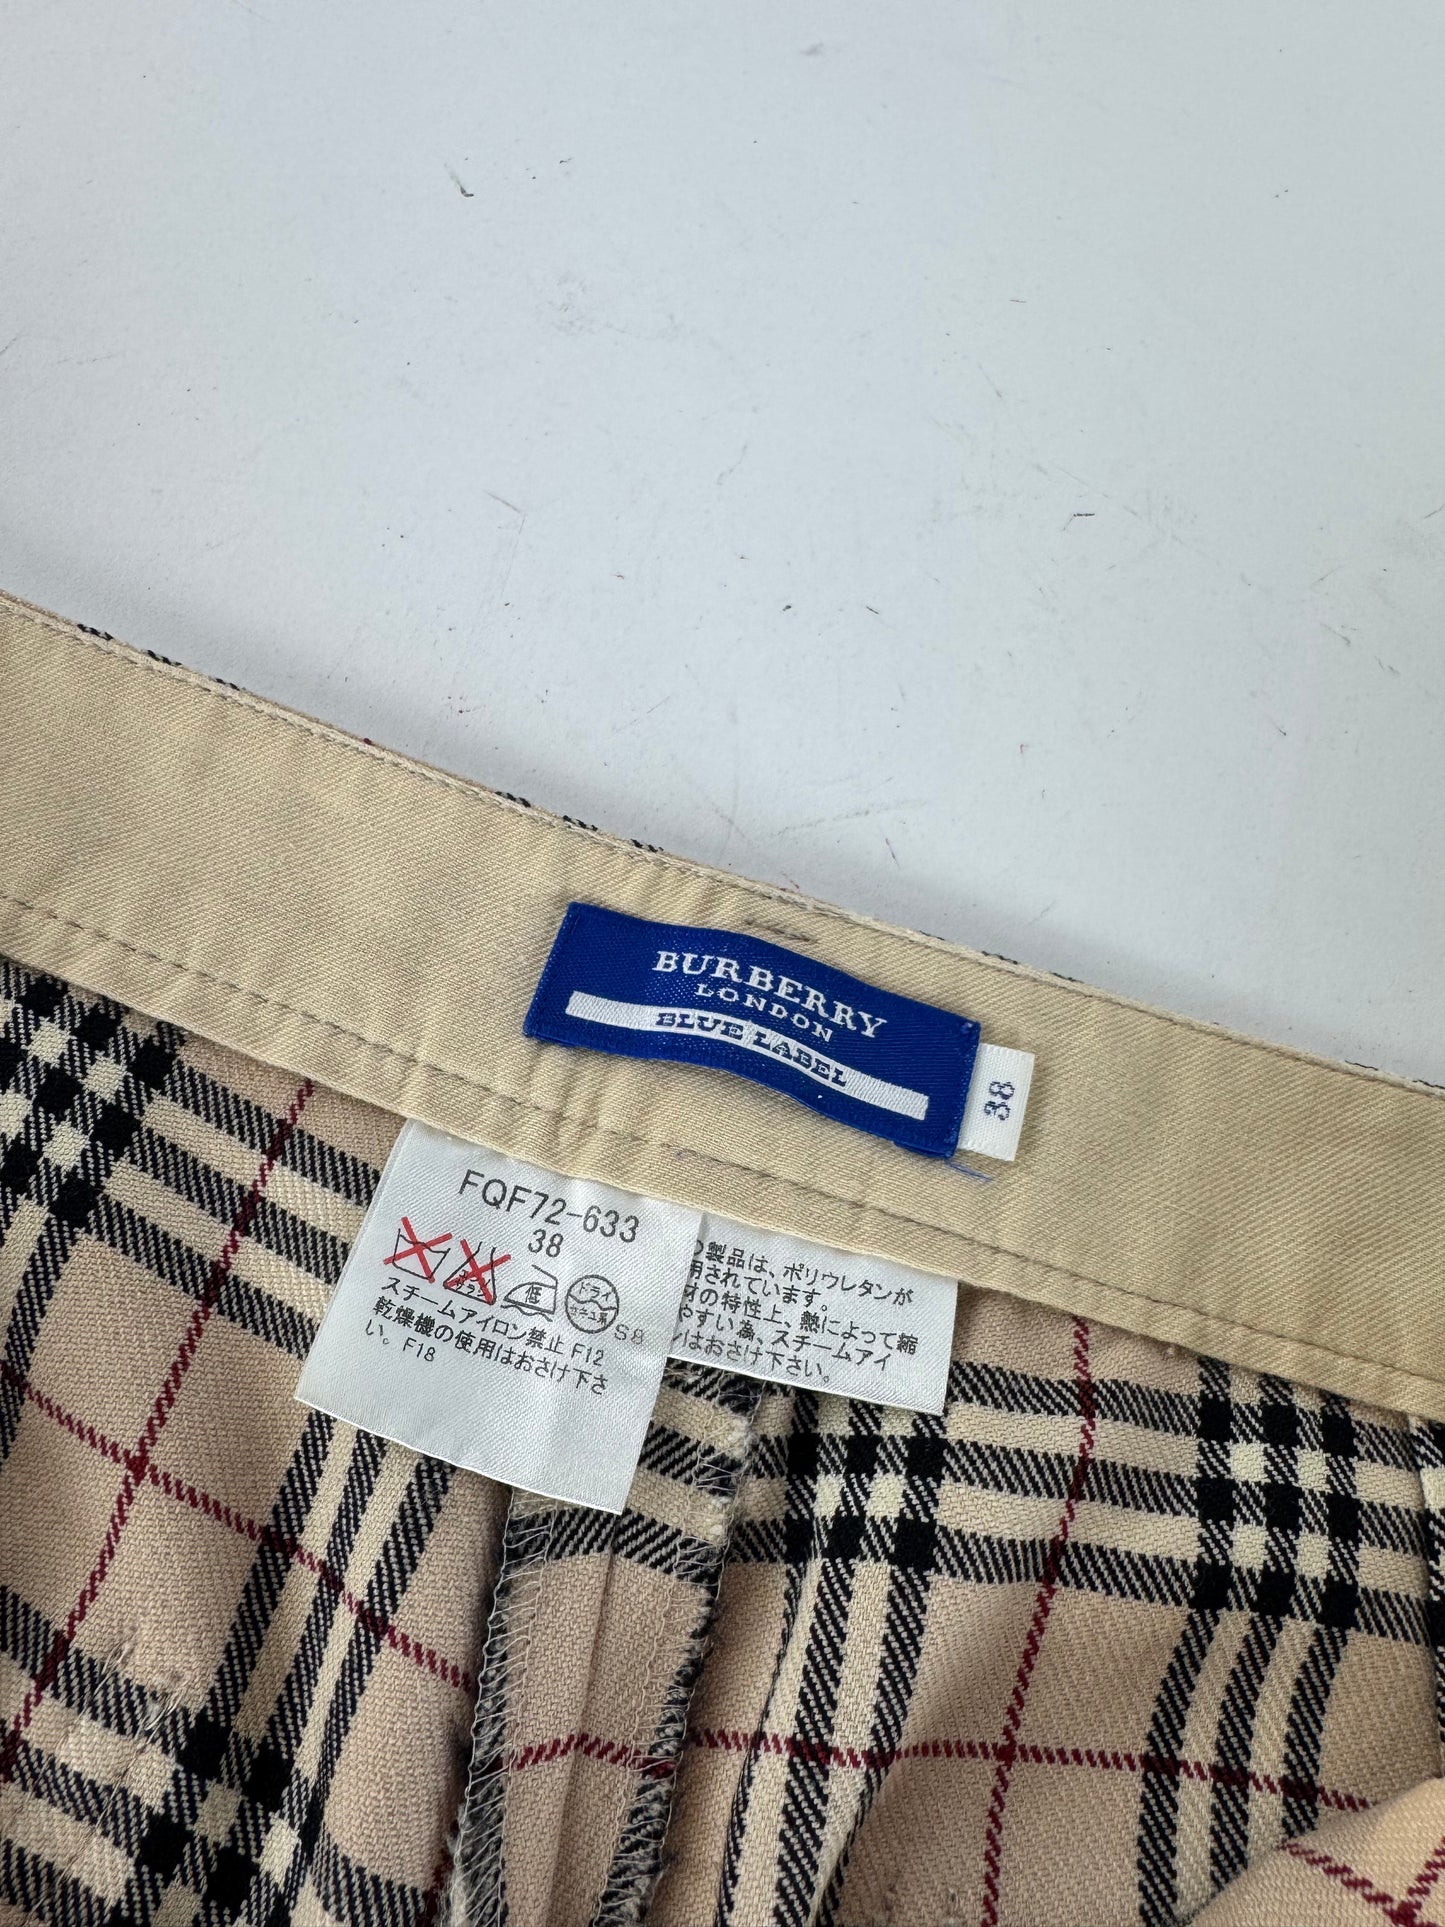 BURBERRY
LONDON
BLUE LABEL
38
FQF72-633
38
低
ドライ
S8
スチームアイロン禁止 F12
乾燥機の使用はおさけ下さ
い。F18
製品は、ポリウレタンが
用されています。
の特性上、熱によって縮
やすい為、スチームアイ
はおさけ下さい。